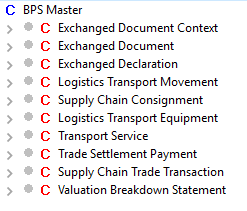 C BPS Master
C Exchanged Document Context
C Exchanged Document
C Exchanged Declaration
C Logistics Transport Movement
C Supply Chain Consignment
C Logistics Transport Equipment
C Transport Service
C Trade Settlement Payment
C Supply Chain Trade Transaction
C Valuation Breakdown Statement